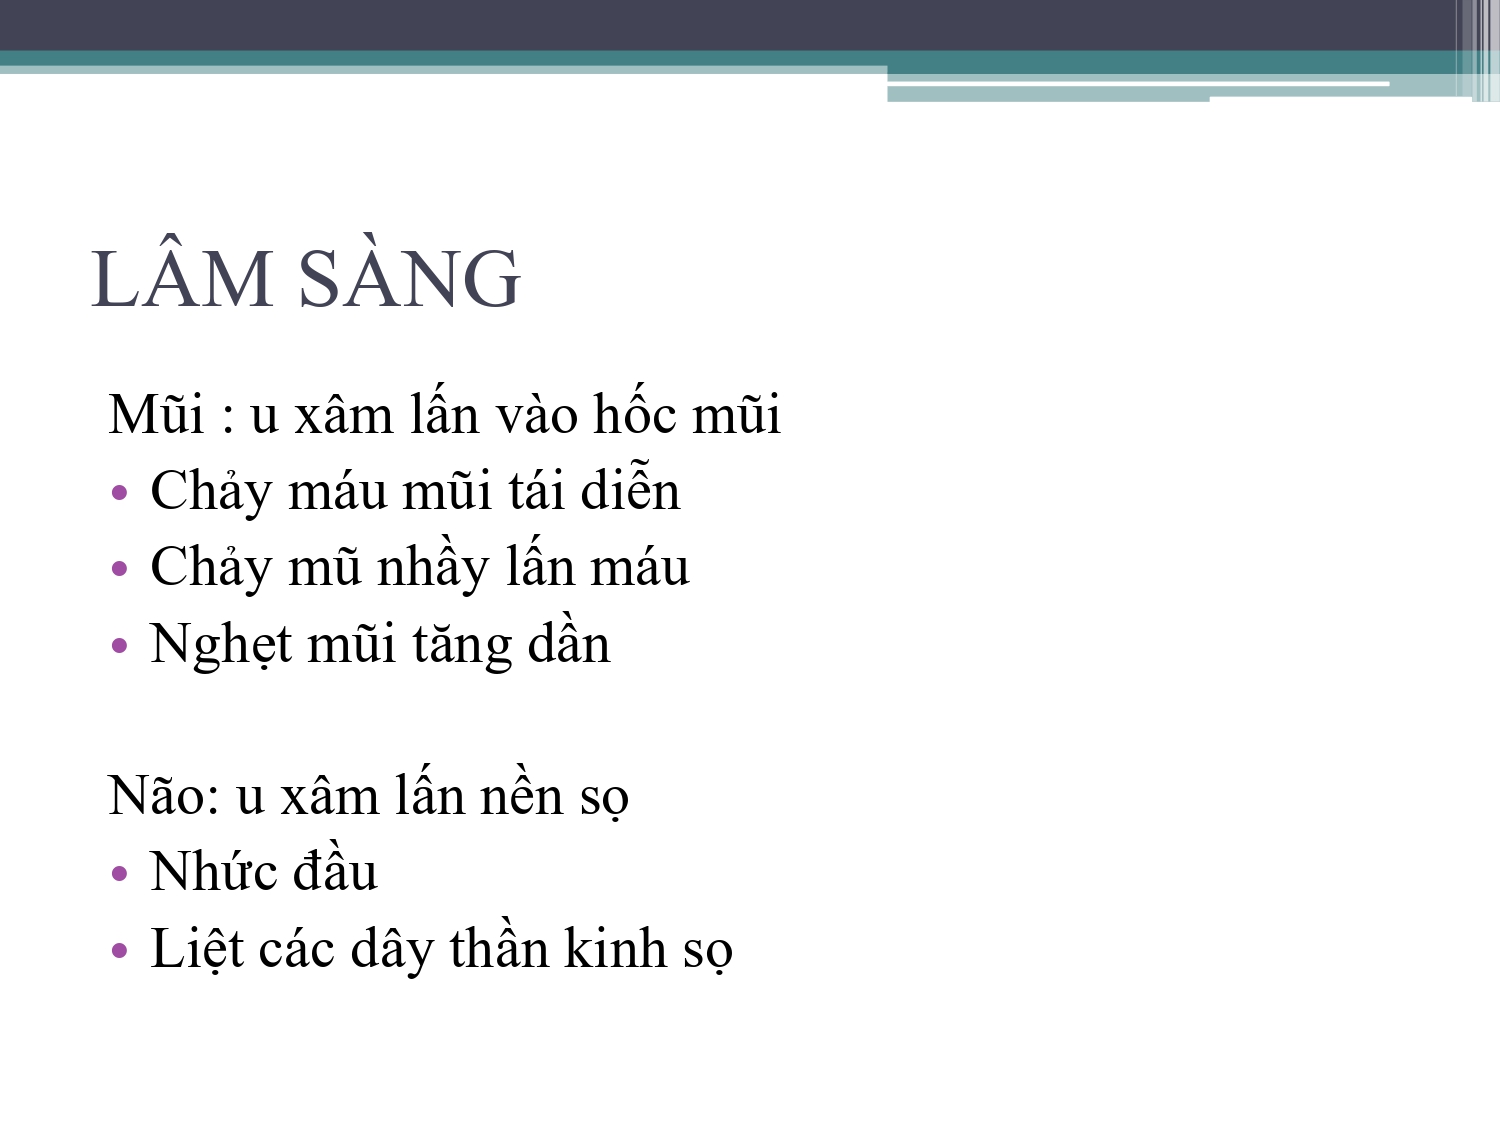 LÂM SÀNG
Mũi : u xâm lấn vào hốc mũi
• Chảy máu mũi tái diễn
• Chảy mũ nhầy lấn máu
• Nghẹt mũi tăng dần
Não: u xâm lấn nền sọ
• Nhức đầu
• Liệt các dây thần kinh sọ